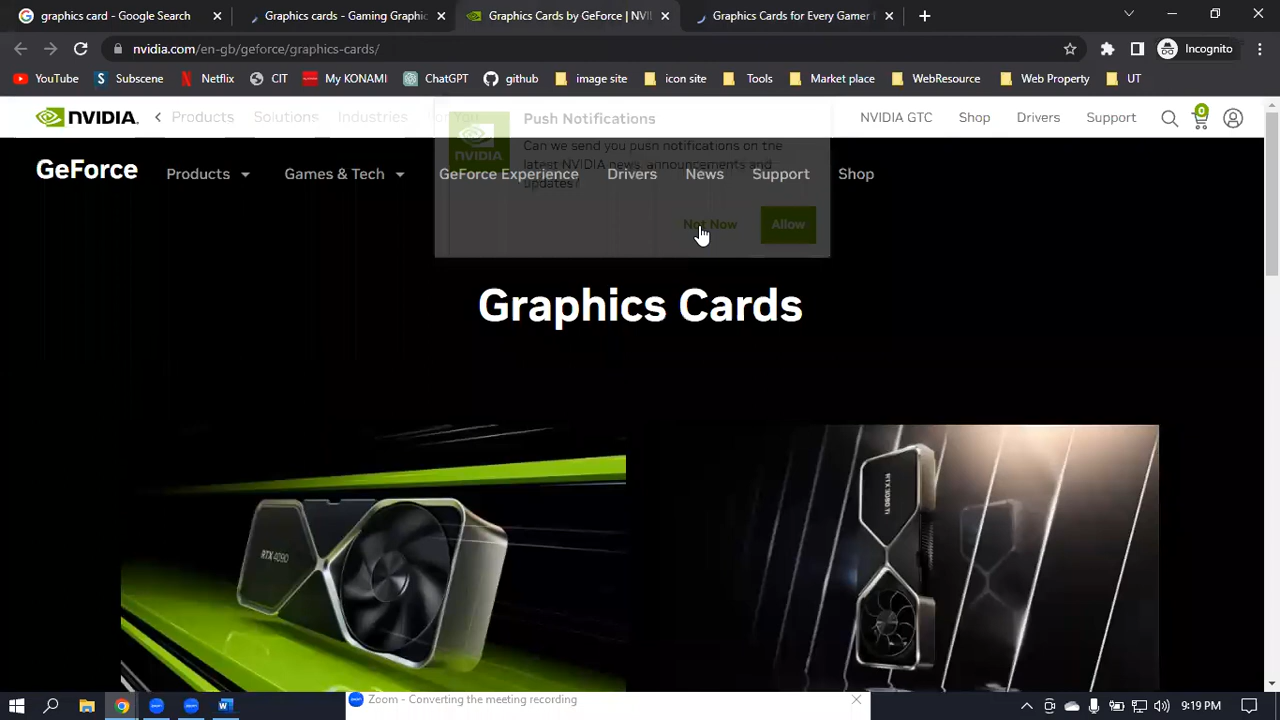 graphics card - Google Search
Graphics cards - Gaming Graphic
Graphics Cards by GeForce | NVI
Graphics Cards for Every Gamer
nvidia.com/en-gb/geforce/graphics-cards/
Incognito
YouTube
Subscene
Netflix
CIT
My KONAMI
ChatGPT
github
image site
icon site
Tools
Market place
WebResource
Web Property
UT
NVIDIA.
Products
Solutions
Industries
NVIDIA GTC
Shop
Drivers
Support
0
Push Notifications
Can we send you push notifications on the
latest NVIDIA news, announcements and
updates?
Not Now
Allow
NVIDIA
GeForce
Products
Games & Tech
GeForce Experience
Drivers
News
Support
Shop
Graphics Cards
RTX 4090
RTX 3090 Ti
Zoom - Converting the meeting recording
9:19 PM